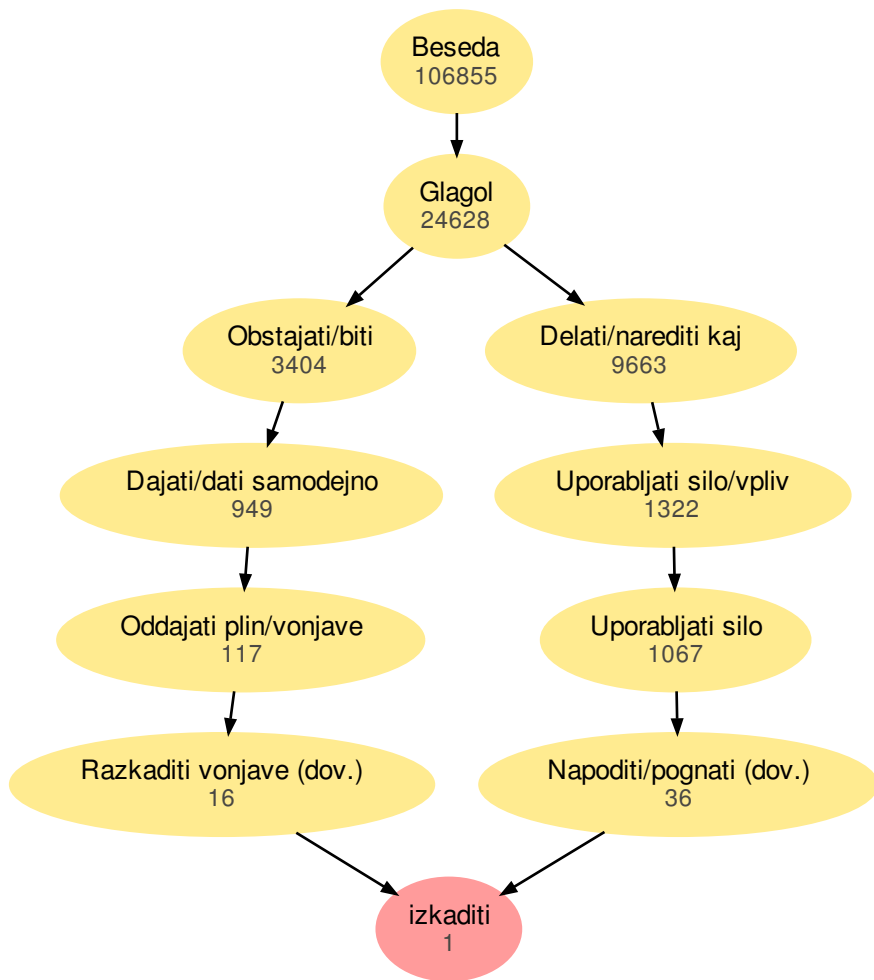 Beseda
106855
Glagol
24628
Obstajati/biti
3404
Delati/narediti kaj
9663
Dajati/dati samodejno
949
Uporabljati silo/vpliv
1322
Oddajati plin/vonjave
117
Uporabljati silo
1067
Razkaditi vonjave (dov.)
16
Napoditi/pognati (dov.)
36
izkaditi
1